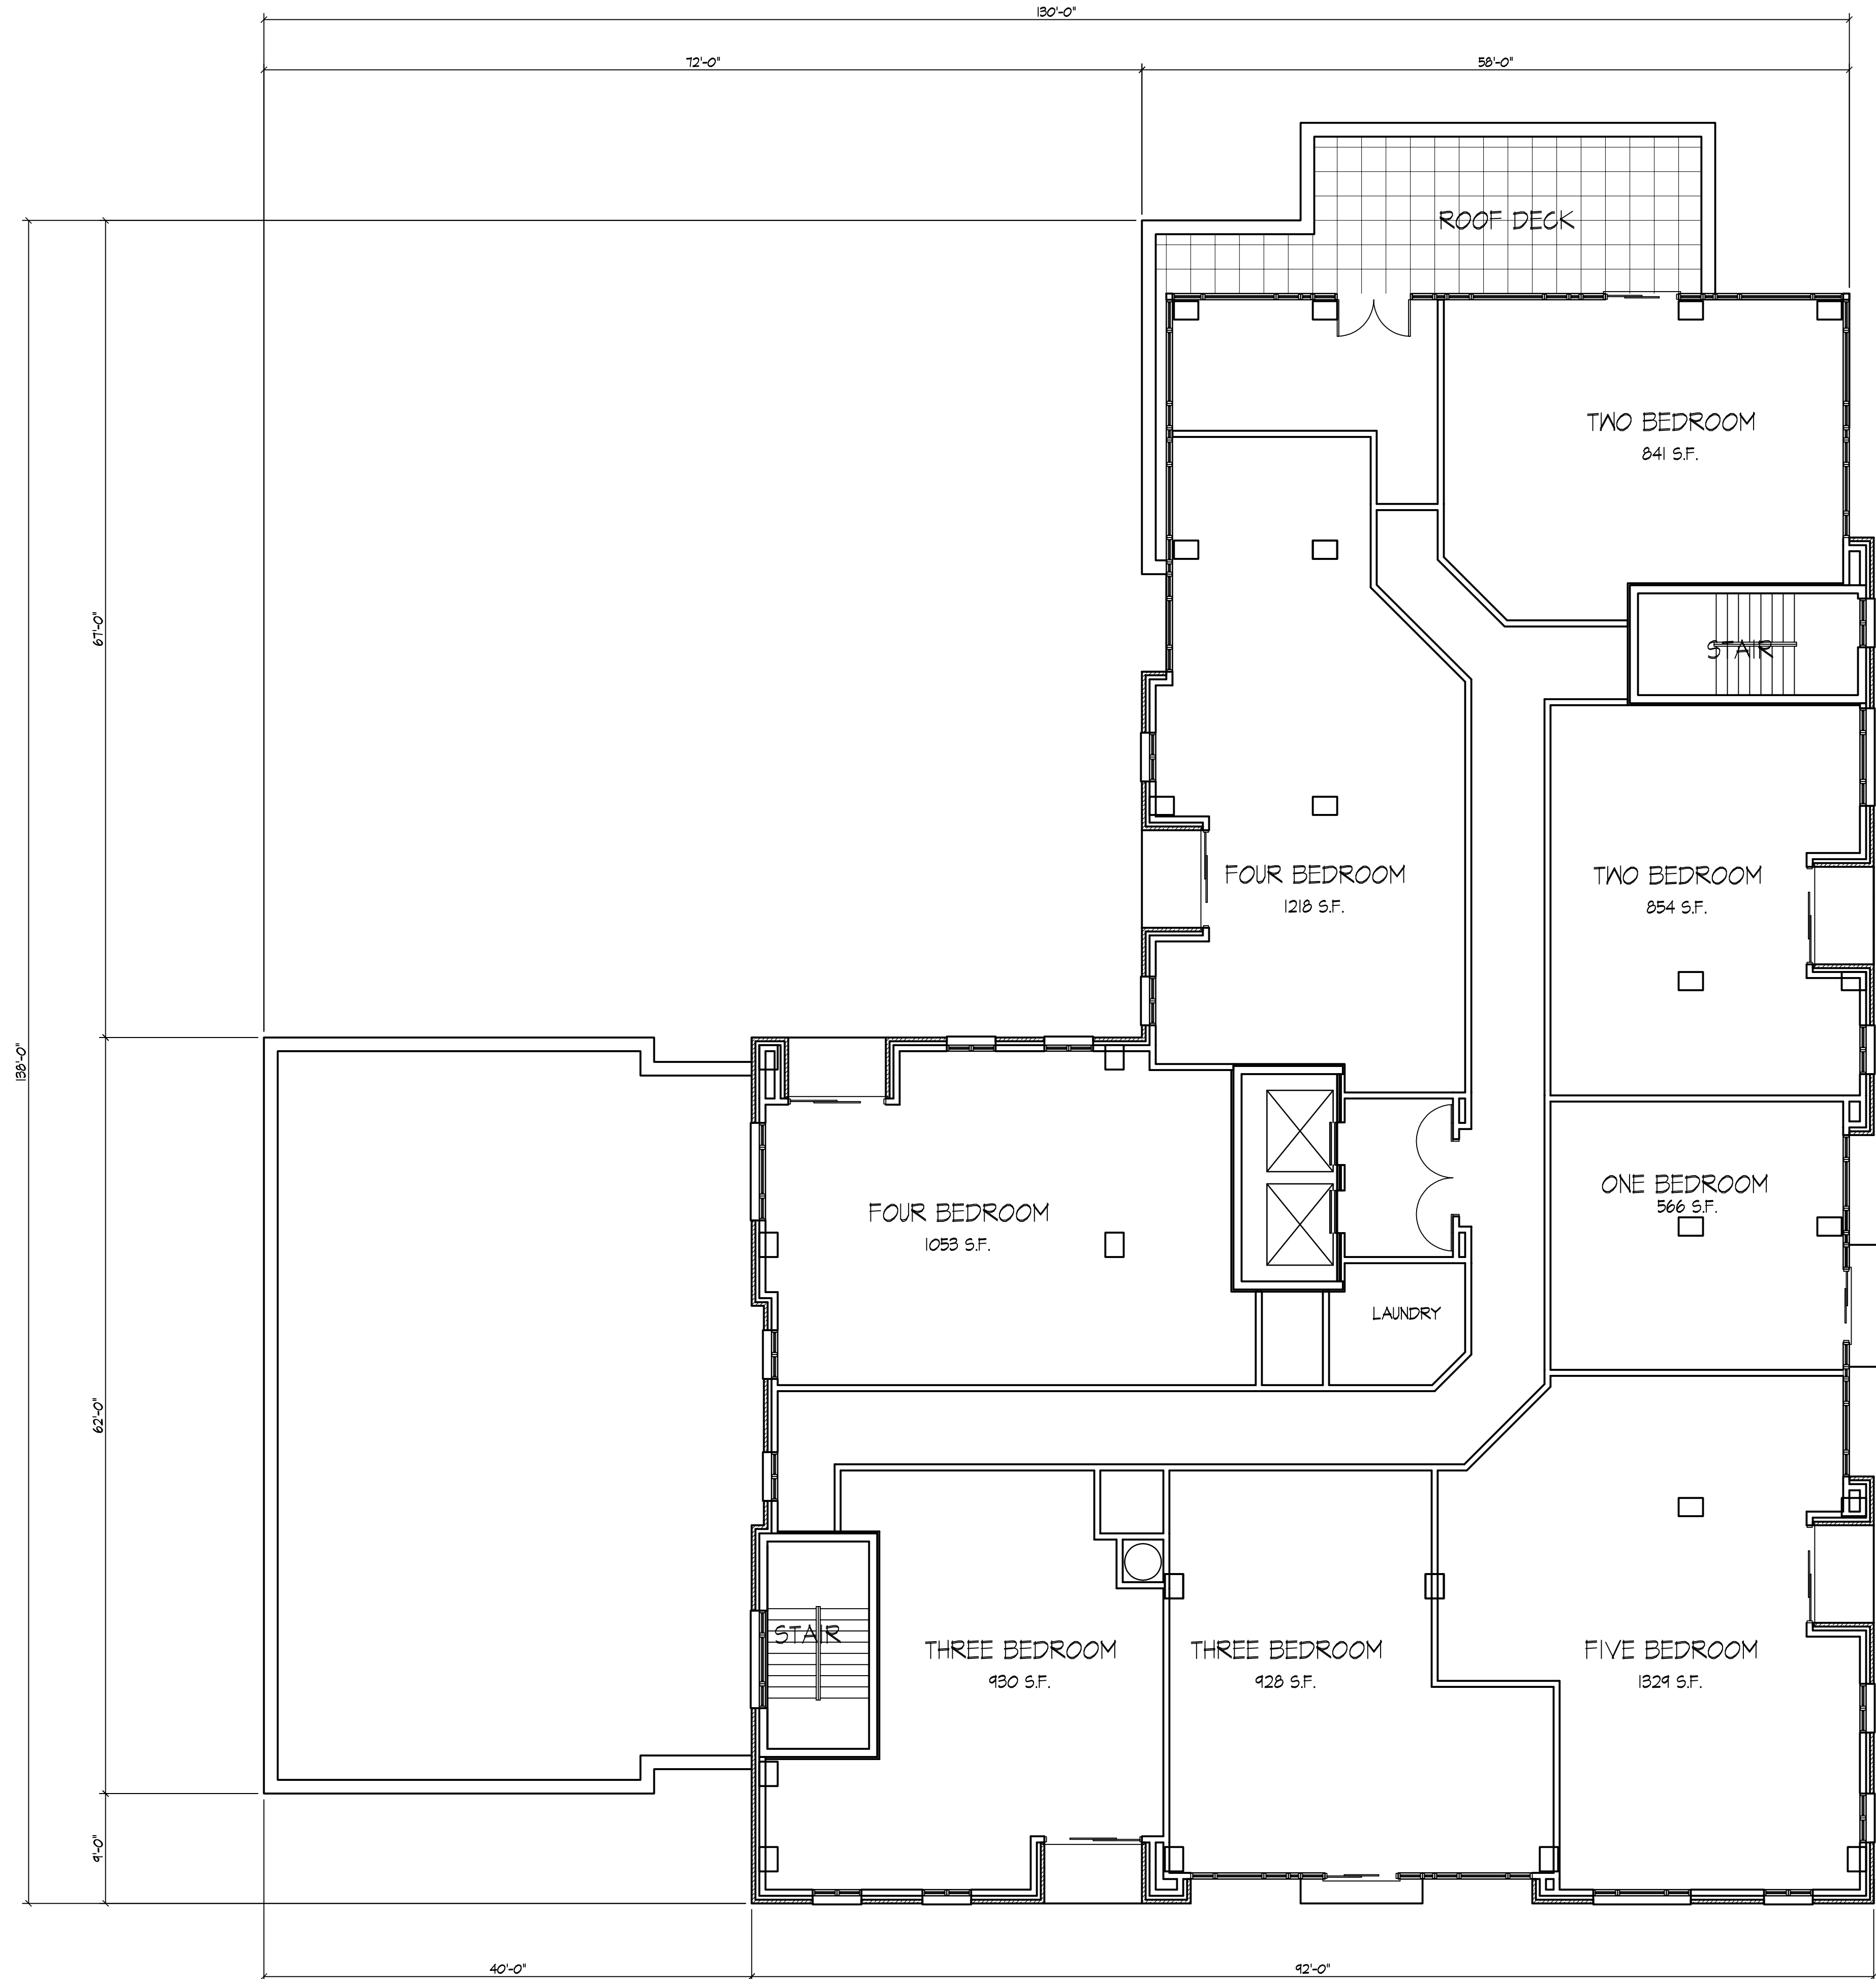 130'-0"
72'-0"
58'-0"
ROOF DECK
TWO BEDROOM
841 S.F.
67'-0"
STAIR
FOUR BEDROOM
1218 S.F.
TWO BEDROOM
854 S.F.
138'-0"
ONE BEDROOM
566 S.F.
FOUR BEDROOM
1053 S.F.
LAUNDRY
62'-0"
STAIR
THREE BEDROOM
930 S.F.
THREE BEDROOM
928 S.F.
FIVE BEDROOM
1329 S.F.
9'-0"
40'-0"
92'-0"